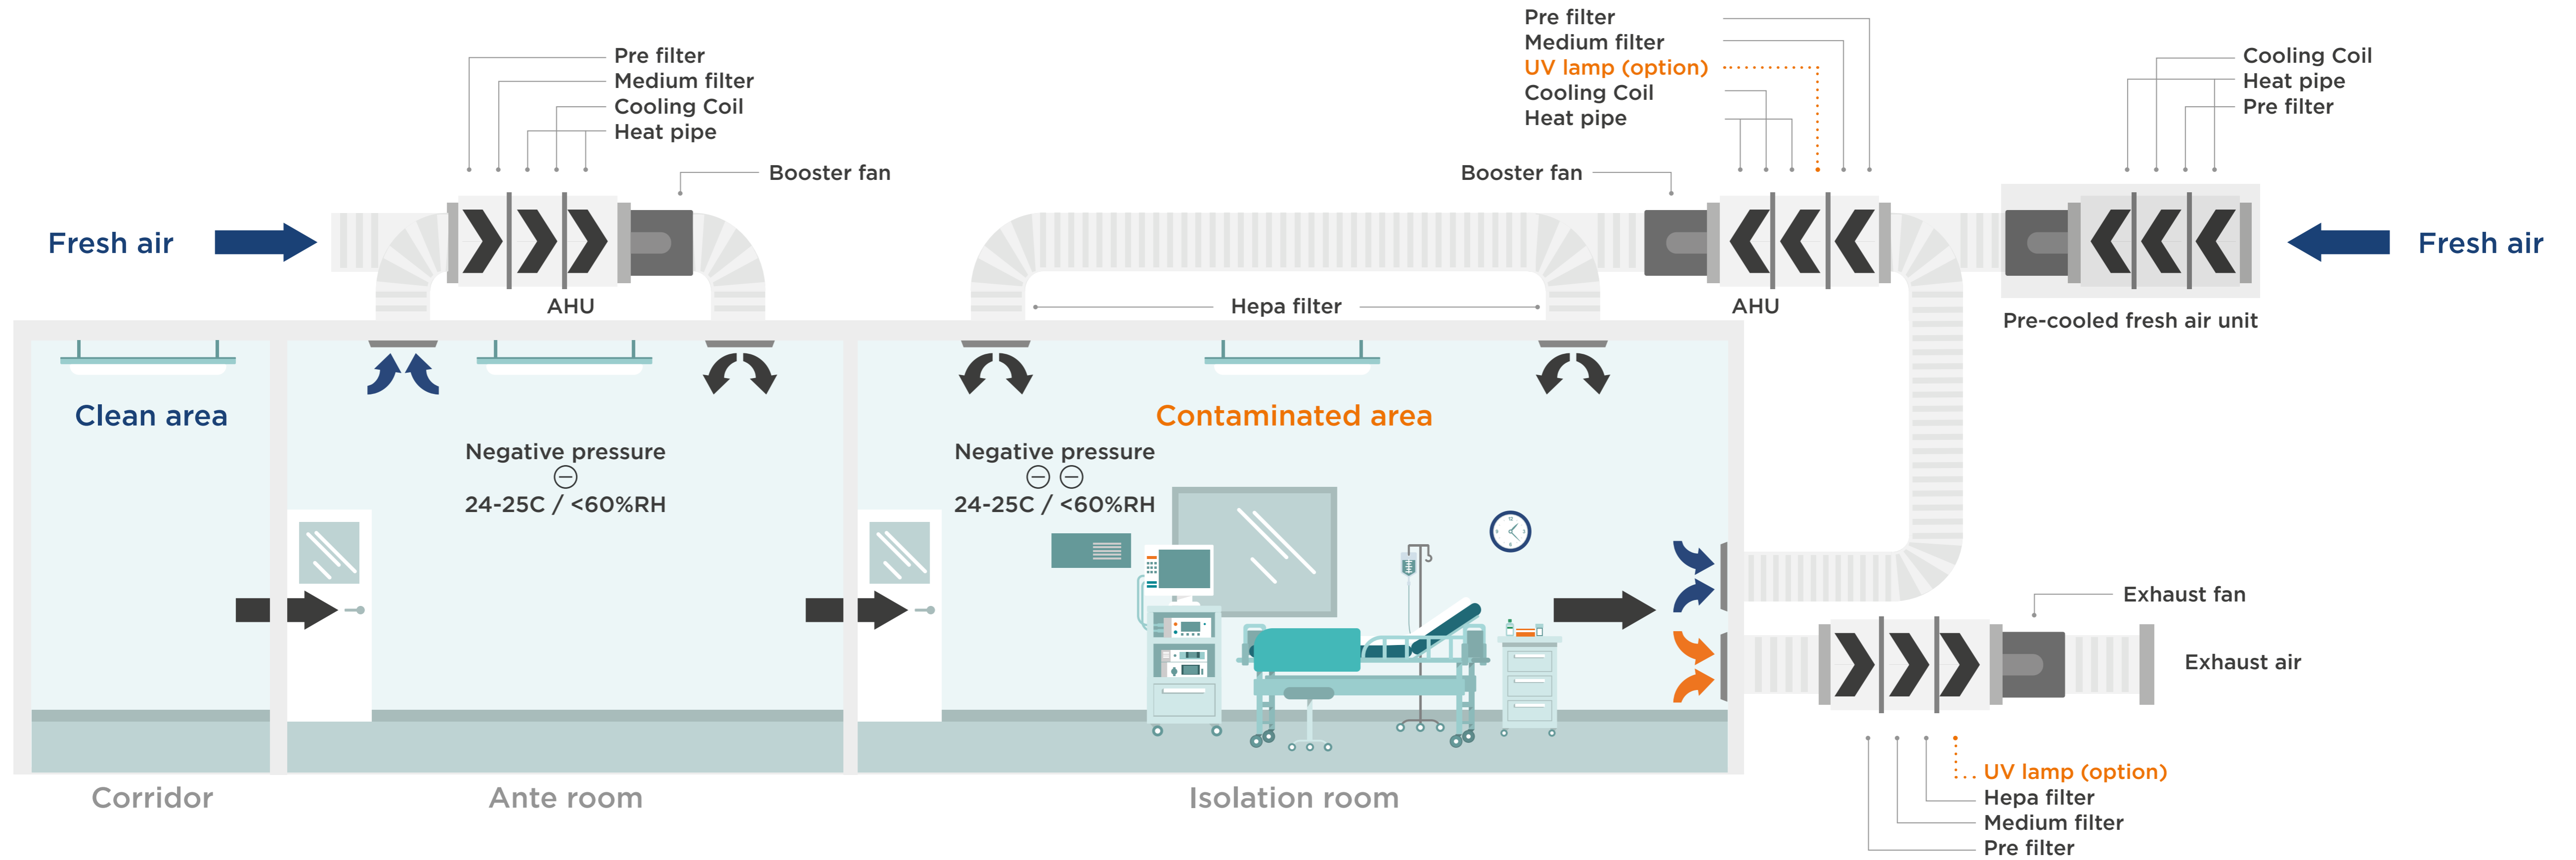 Pre filter
Medium filter
Cooling Coil
Heat pipe
Booster fan
Fresh air
AHU
Pre filter
Medium filter
UV lamp (option)
Cooling Coil
Heat pipe
Booster fan
Hepa filter
AHU
Cooling Coil
Heat pipe
Pre filter
Fresh air
Pre-cooled fresh air unit
Clean area
Negative pressure
24-25C / <60%RH
Contaminated area
Negative pressure
24-25C / <60%RH
Exhaust fan
Exhaust air
UV lamp (option)
Hepa filter
Medium filter
Pre filter
Corridor
Ante room
Isolation room